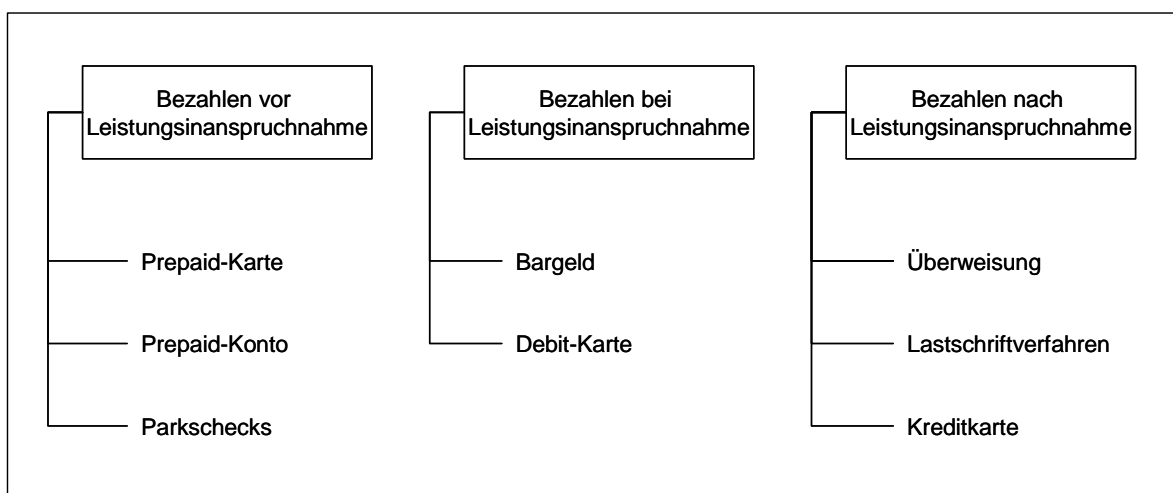 Bezahlen vor
Leistungsinanspruchnahme
Prepaid-Karte
Prepaid-Konto
Parkschecks
Bezahlen bei
Leistungsinanspruchnahme
Bargeld
Debit-Karte
Bezahlen nach
Leistungsinanspruchnahme
Überweisung
Lastschriftverfahren
Kreditkarte